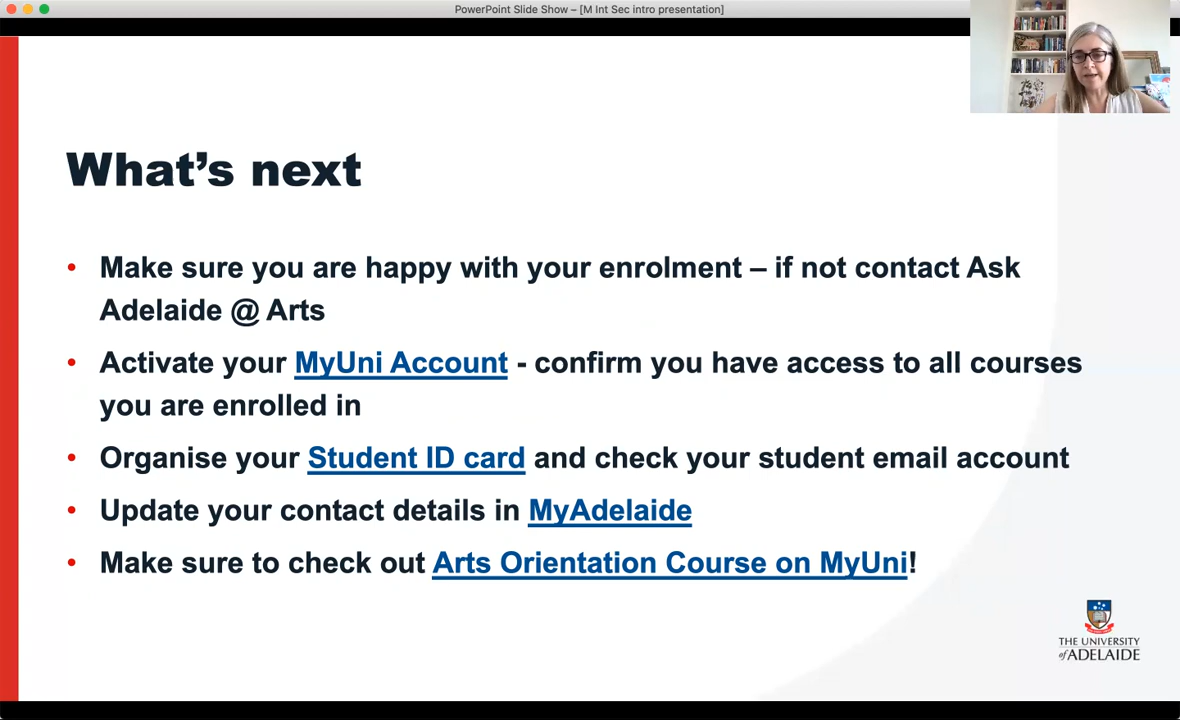 PowerPoint Slide Show – [M Int Sec intro presentation]
What’s next
• Make sure you are happy with your enrolment – if not contact Ask
Adelaide @ Arts
• Activate your MyUni Account - confirm you have access to all courses
you are enrolled in
• Organise your Student ID card and check your student email account
• Update your contact details in MyAdelaide
• Make sure to check out Arts Orientation Course on MyUni!
THE UNIVERSITY
of ADELAIDE